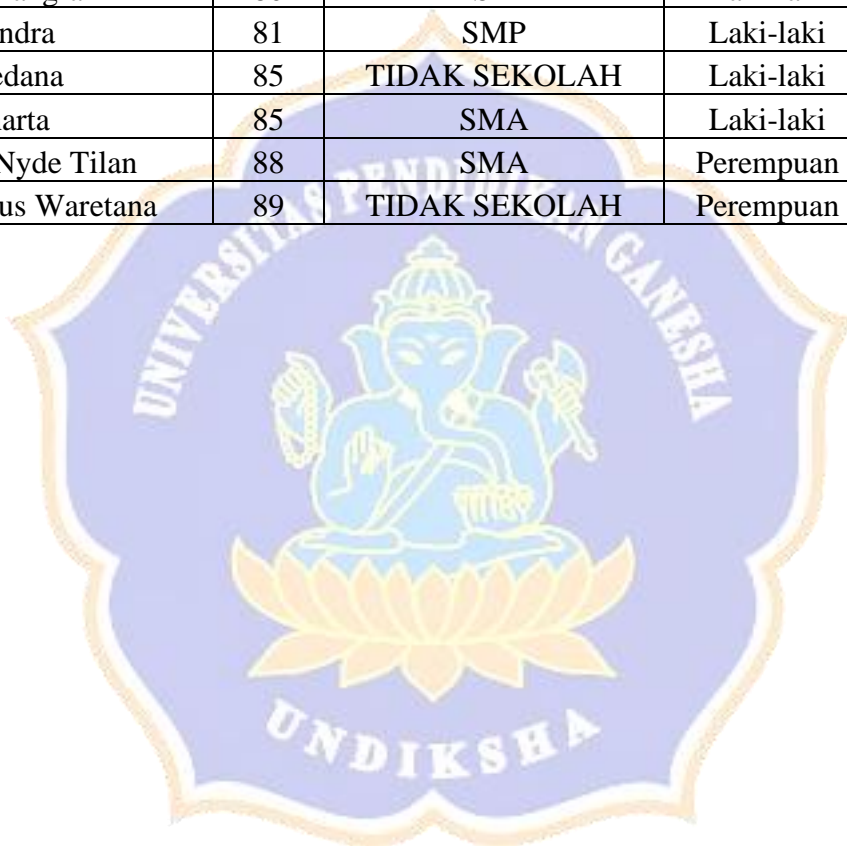 ndra 81 SMP Laki-laki
edana 85 TIDAK SEKOLAH Laki-laki
arta 85 SMA Laki-laki
Nyde Tilan 88 SMA Perempuan
us Waretana 89 TIDAK SEKOLAH Perempuan
UNIVERSITAS PENDIDIKAN GANESHA
UNDIKSHA